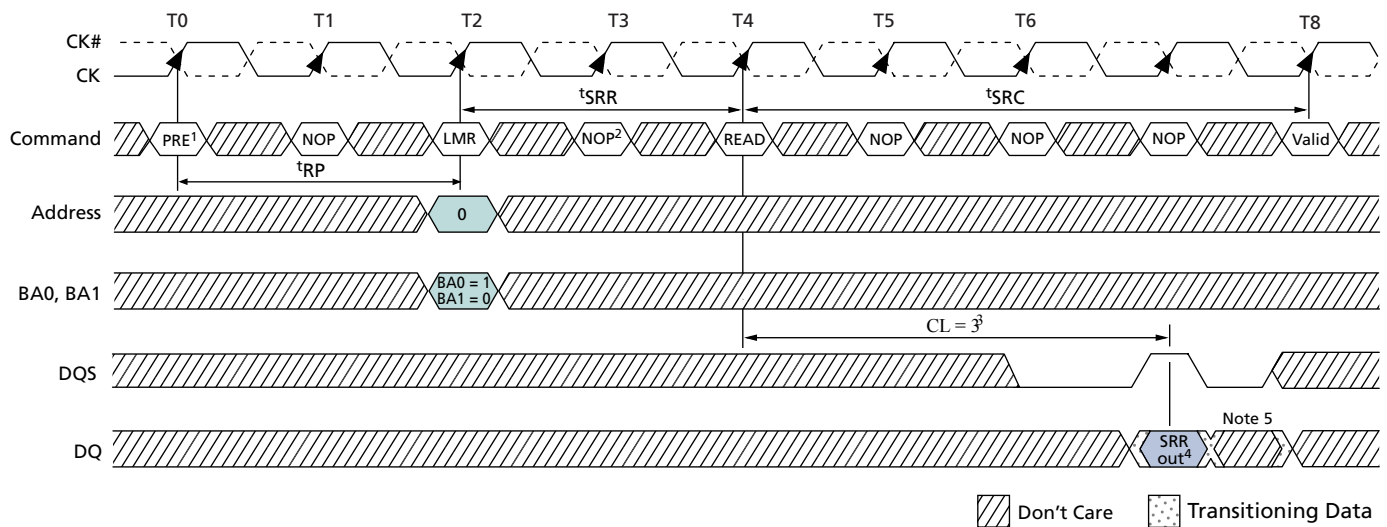 T0 T1 T2 T3 T4 T5 T6 T8
CK#
CK
tSRR tSRC
Command PRE1 NOP LMR NOP2 READ NOP NOP NOP Valid
tRP
Address 0
BA0, BA1 BA0 = 1
BA1 = 0
CL = 33
DQS
Note 5
DQ SRR
out4
Don't Care Transitioning Data